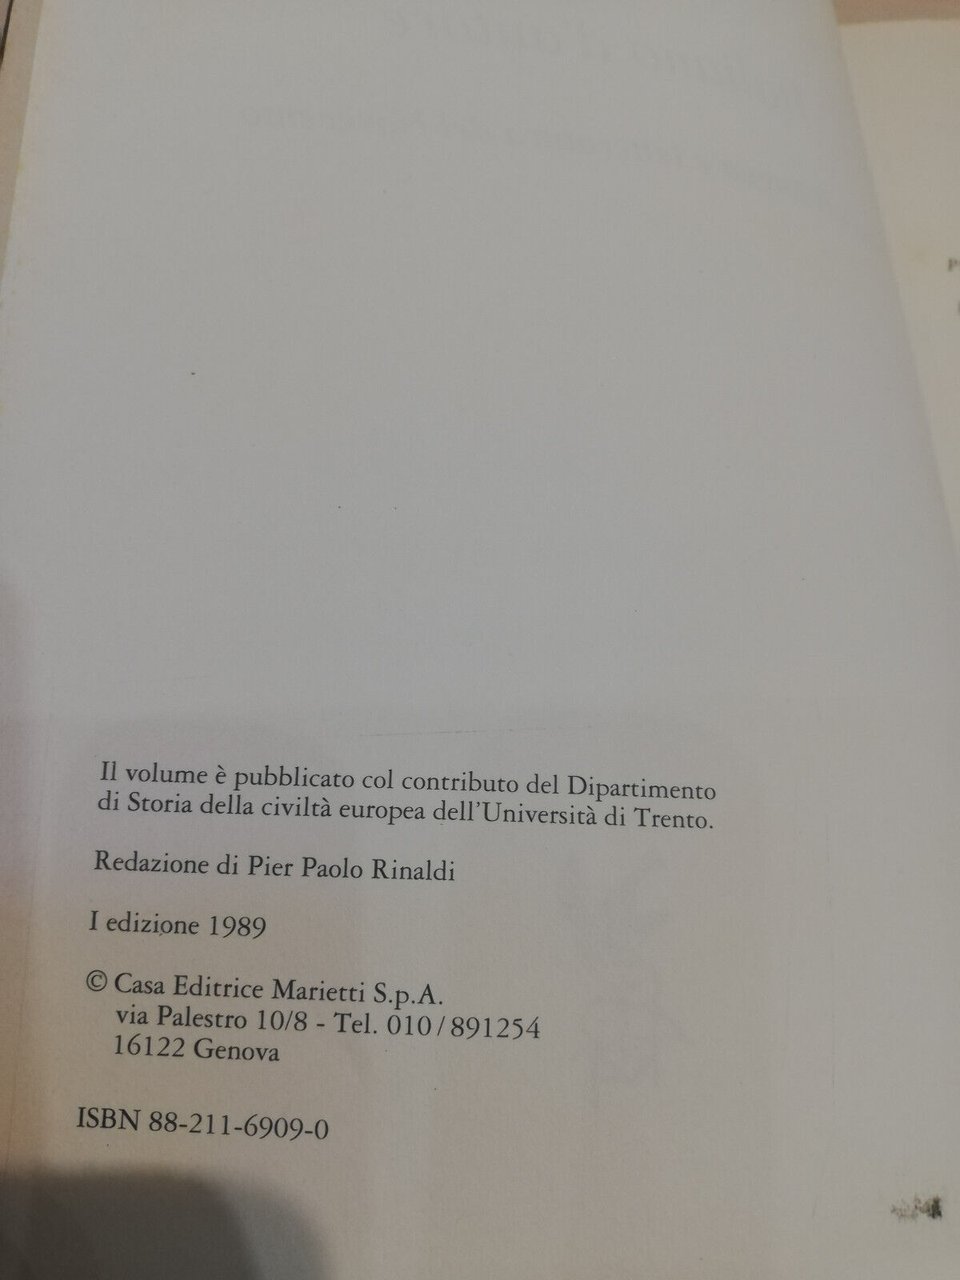 Il volume è pubblicato col contributo del Dipartimento
di Storia della civiltà europea dell'Università di Trento.
Redazione di Pier Paolo Rinaldi
I edizione 1989
© Casa Editrice Marietti S.p.A.
via Palestro 10/8 - Tel. 010/891254
16122 Genova
ISBN 88-211-6909-0